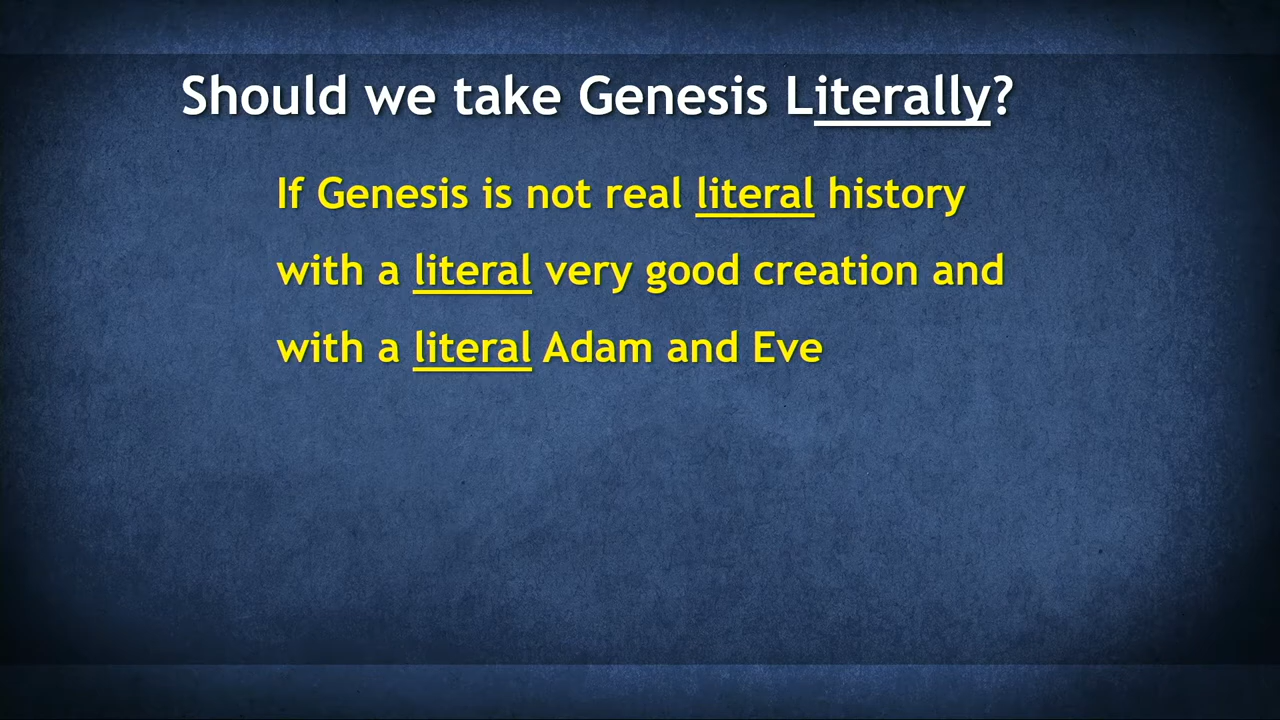 Should we take Genesis Literally?
If Genesis is not real literal history
with a literal very good creation and
with a literal Adam and Eve